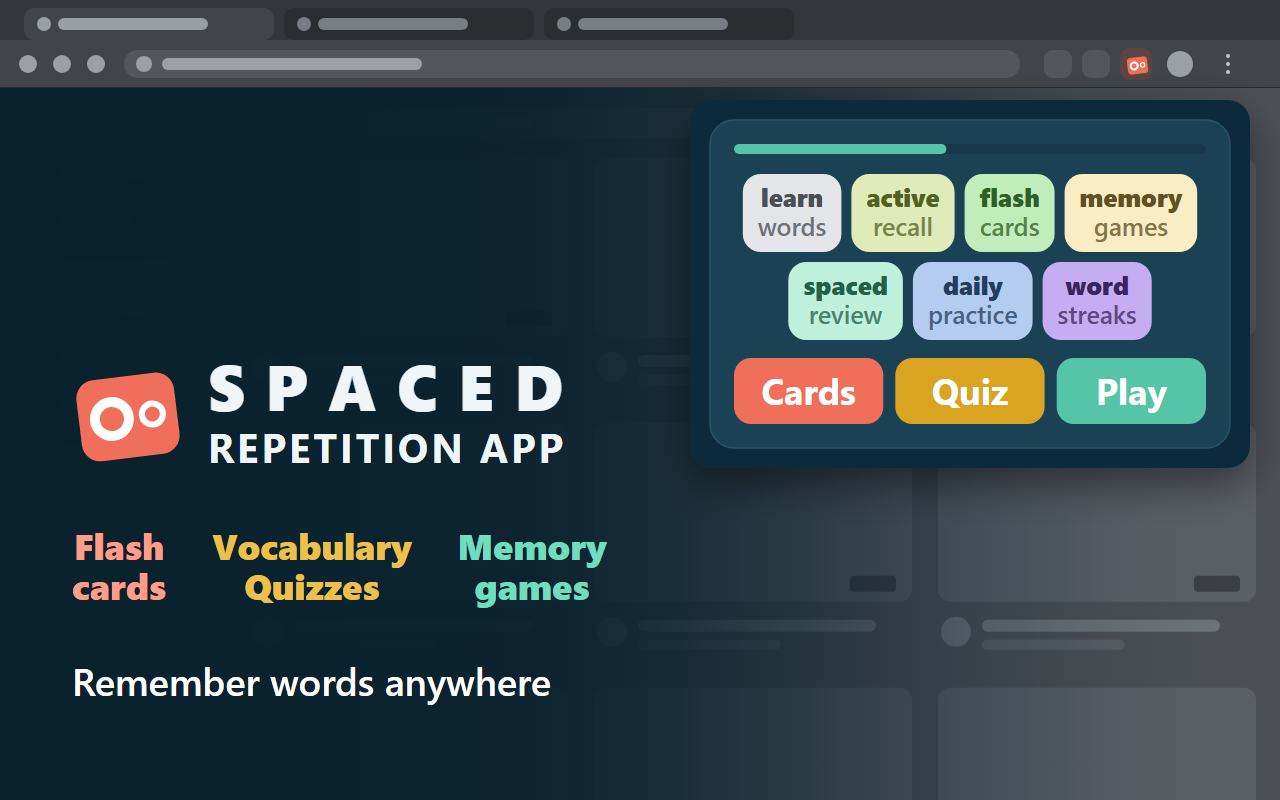 learn active flash memory
words recall cards games
spaced daily word
review practice streaks
Cards Quiz Play
SPACED
REPETITION APP
Flash Vocabulary Memory
cards Quizzes games
Remember words anywhere